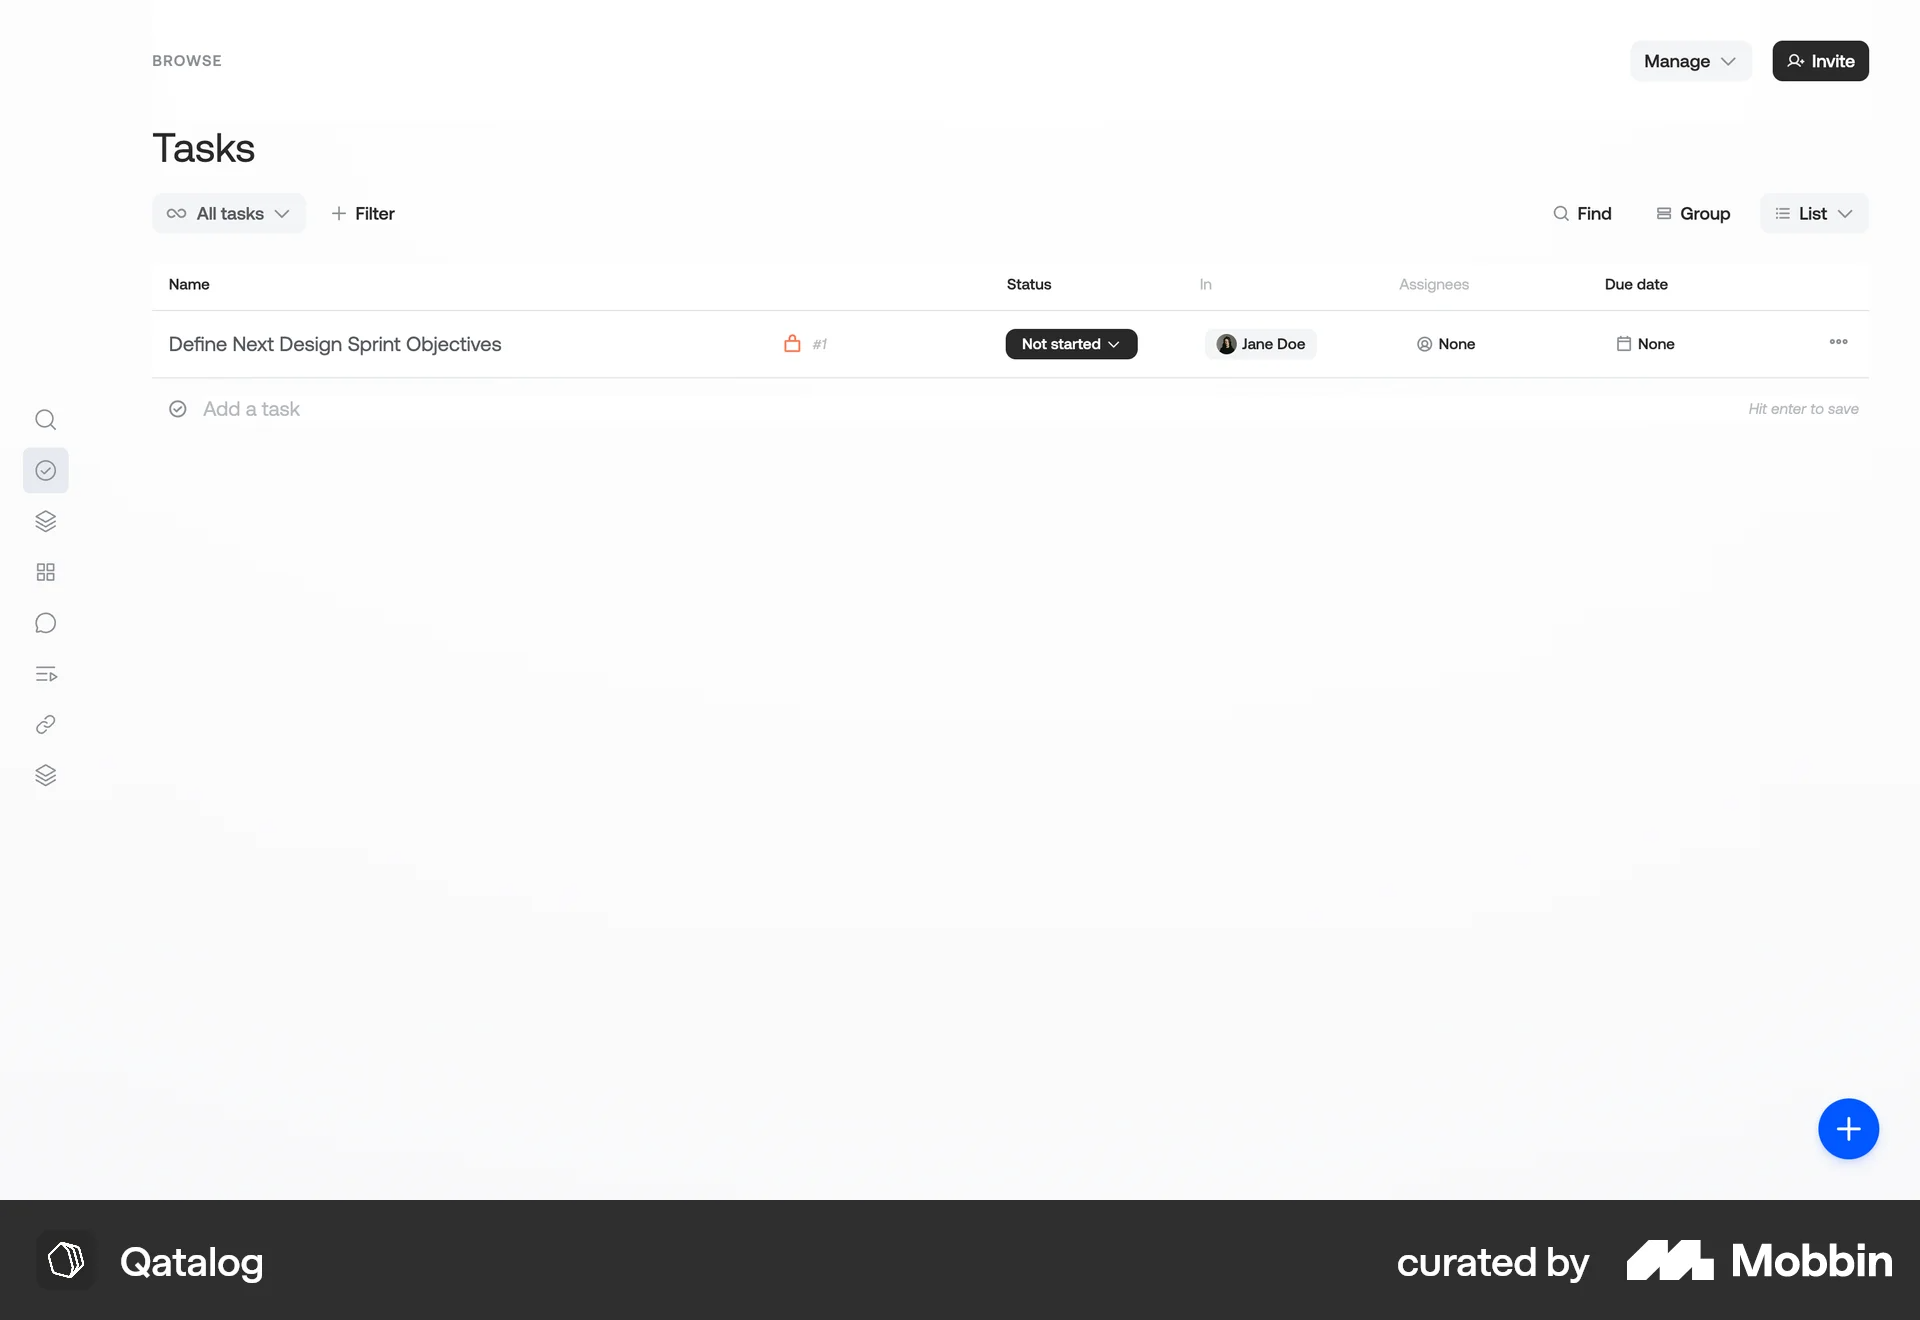 BROWSE
Manage
Invite
Tasks
All tasks
Filter
Find
Group
List
Name
Status
In
Assignees
Due date
Define Next Design Sprint Objectives
#1
Not started
Jane Doe
None
None
Add a task
Hit enter to save
Qatalog
curated by
Mobbin